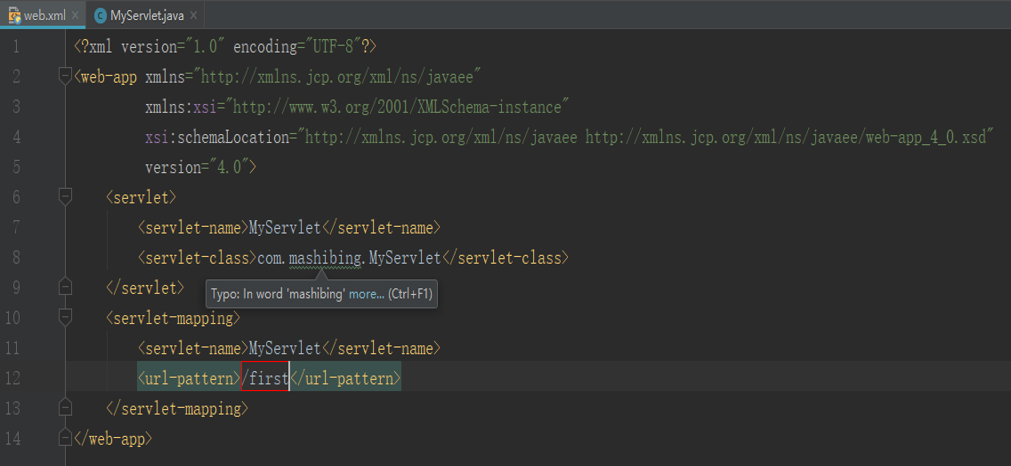 web.xml MyServlet.java
1 <?xml version="1.0" encoding="UTF-8"?>
2 <web-app xmlns="http://xmlns.jcp.org/xml/ns/javaee"
3 xmlns:xsi="http://www.w3.org/2001/XMLSchema-instance"
4 xsi:schemaLocation="http://xmlns.jcp.org/xml/ns/javaee http://xmlns.jcp.org/xml/ns/javaee/web-app_4_0.xsd"
5 version="4.0">
6 <servlet>
7 <servlet-name>MyServlet</servlet-name>
8 <servlet-class>com.mashibing.MyServlet</servlet-class>
9 </servlet>
Typo: In word 'mashibing' more... (Ctrl+F1)
10 <servlet-mapping>
11 <servlet-name>MyServlet</servlet-name>
12 <url-pattern>/first</url-pattern>
13 </servlet-mapping>
14 </web-app>